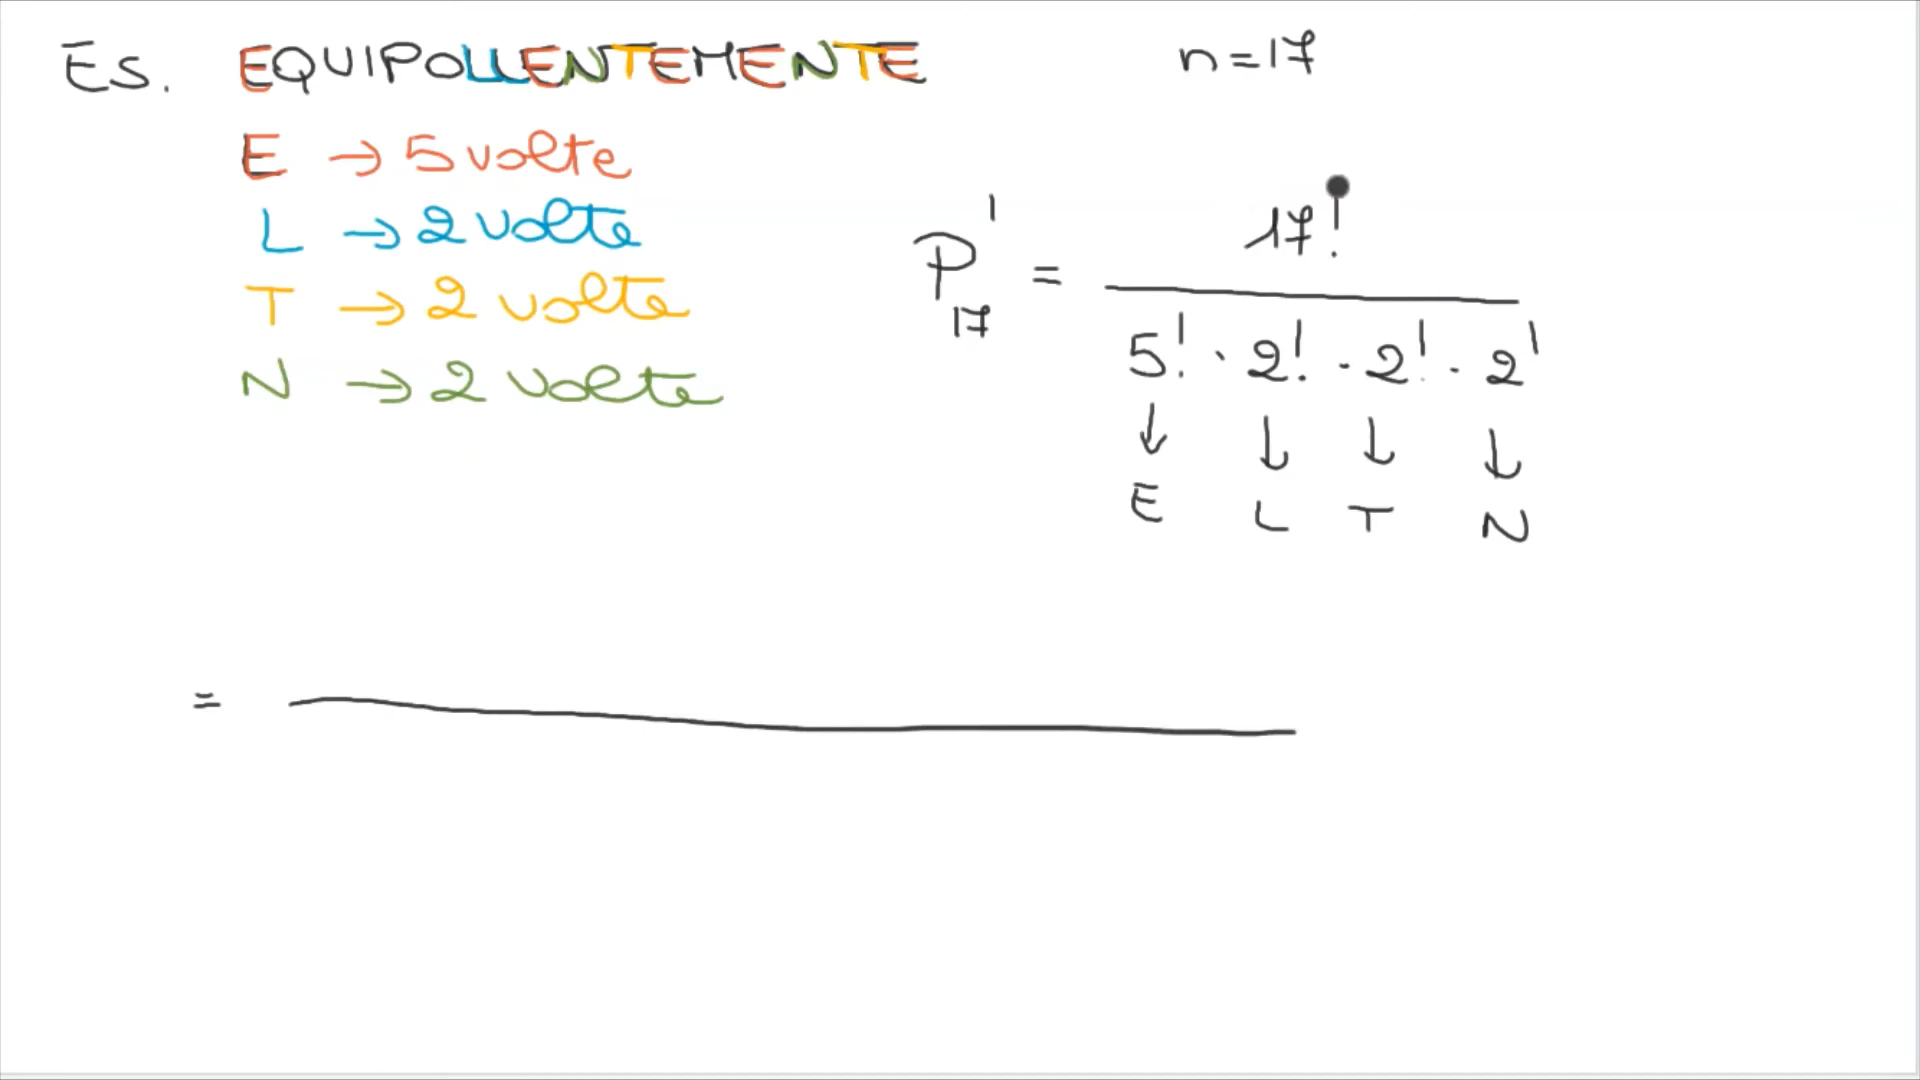 Es. EQUIPOLLENTEMENTE n=17
E → 5 volte
L → 2 volte
T → 2 volte
N → 2 volte
P'17 = 17!
5! · 2! · 2! · 2'
↓ ↓ ↓ ↓
E L T N
=